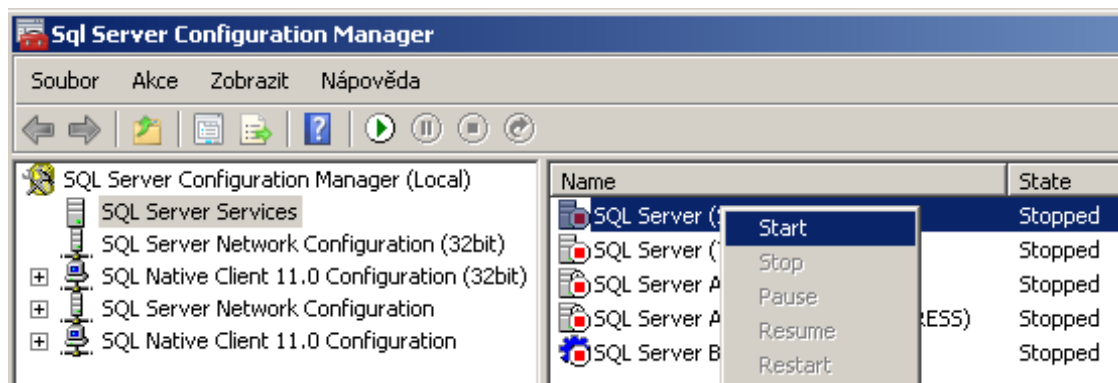 Sql Server Configuration Manager
Soubor Akce Zobrazit Nápověda
SQL Server Configuration Manager (Local)
SQL Server Services
SQL Server Network Configuration (32bit)
SQL Native Client 11.0 Configuration (32bit)
SQL Server Network Configuration
SQL Native Client 11.0 Configuration
Name State
SQL Server ( Stopped
SQL Server ( Stopped
SQL Server A Stopped
SQL Server A RESS) Stopped
SQL Server B Stopped
Start
Stop
Pause
Resume
Restart